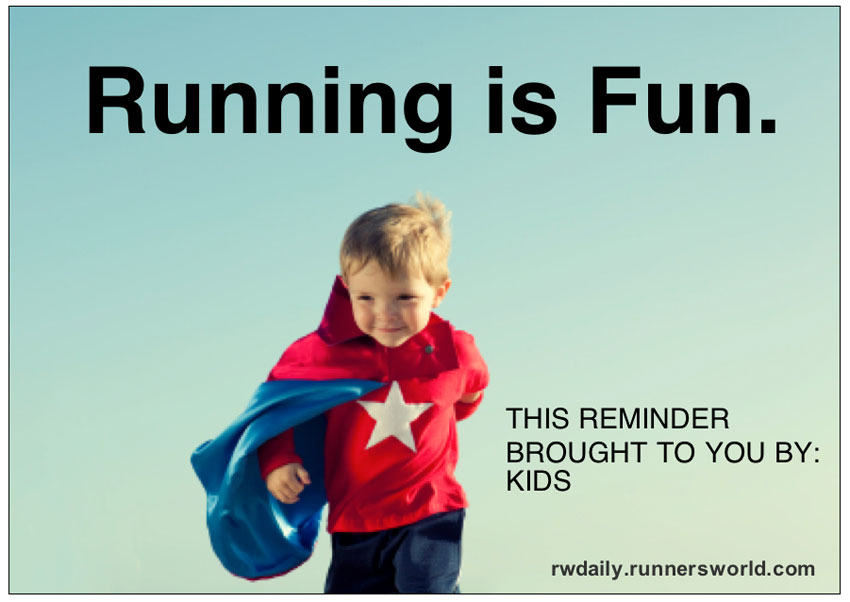 Running is Fun.
THIS REMINDER
BROUGHT TO YOU BY:
KIDS
rwdaily.runnersworld.com